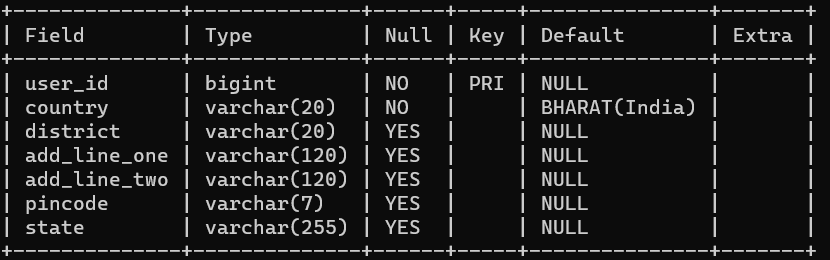 +--------------+--------------+------+-----+---------------+-------+
| Field        | Type         | Null | Key | Default       | Extra |
+--------------+--------------+------+-----+---------------+-------+
| user_id      | bigint       | NO   | PRI | NULL          |       |
| country      | varchar(20)  | NO   |     | BHARAT(India) |       |
| district     | varchar(20)  | YES  |     | NULL          |       |
| add_line_one | varchar(120) | YES  |     | NULL          |       |
| add_line_two | varchar(120) | YES  |     | NULL          |       |
| pincode      | varchar(7)   | YES  |     | NULL          |       |
| state        | varchar(255) | YES  |     | NULL          |       |
+--------------+--------------+------+-----+---------------+-------+